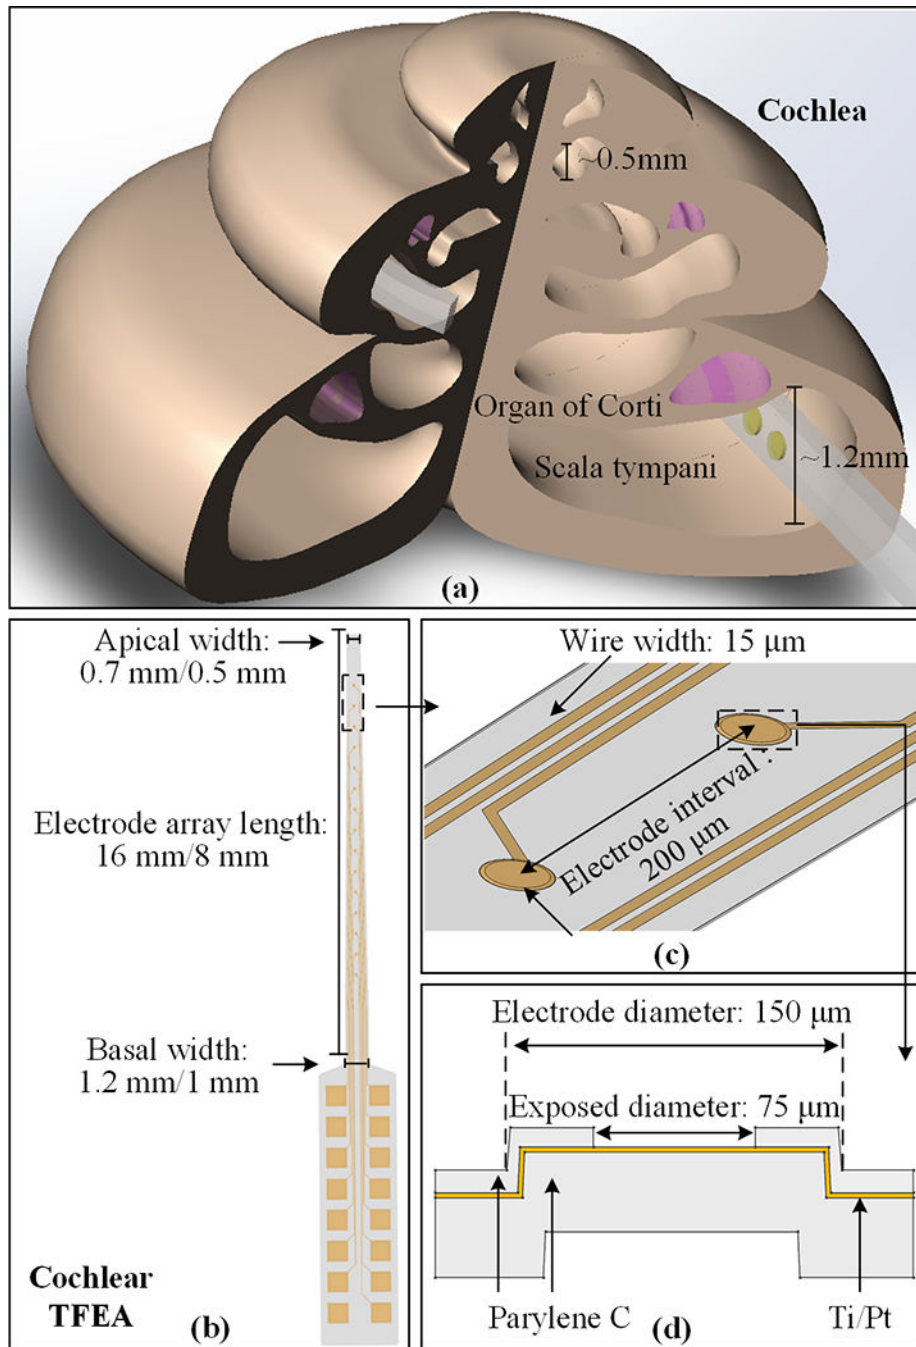 Cochlea
~0.5mm
Organ of Corti
Scala tympani
~1.2mm
(a)
Apical width:
0.7 mm/0.5 mm
Electrode array length:
16 mm/8 mm
Basal width:
1.2 mm/1 mm
Cochlear
TFEA
(b)
Wire width: 15 μm
Electrode interval :
200 μm
(c)
Electrode diameter: 150 μm
Exposed diameter: 75 μm
Parylene C
Ti/Pt
(d)